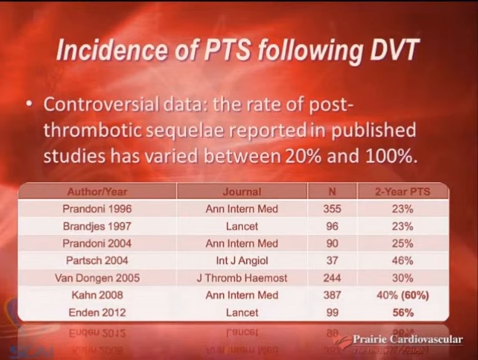 Incidence of PTS following DVT
• Controversial data: the rate of post-
thrombotic sequelae reported in published
studies has varied between 20% and 100%.
Author/Year Journal N 2-Year PTS
Prandoni 1996 Ann Intern Med 355 23%
Brandjes 1997 Lancet 96 23%
Prandoni 2004 Ann Intern Med 90 25%
Partsch 2004 Int J Angiol 37 46%
Van Dongen 2005 J Thromb Haemost 244 30%
Kahn 2008 Ann Intern Med 387 40% (60%)
Enden 2012 Lancet 99 56%
Prairie Cardiovascular